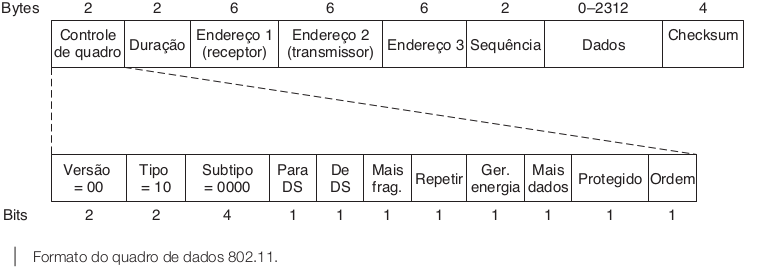 Bytes 2 2 6 6 6 2 0–2312 4
Controle de quadro Duração Endereço 1 (receptor) Endereço 2 (transmissor) Endereço 3 Sequência Dados Checksum
Versão = 00 Tipo = 10 Subtipo = 0000 Para DS De DS Mais frag. Repetir Ger. energia Mais dados Protegido Ordem
Bits 2 2 4 1 1 1 1 1 1 1 1
Formato do quadro de dados 802.11.